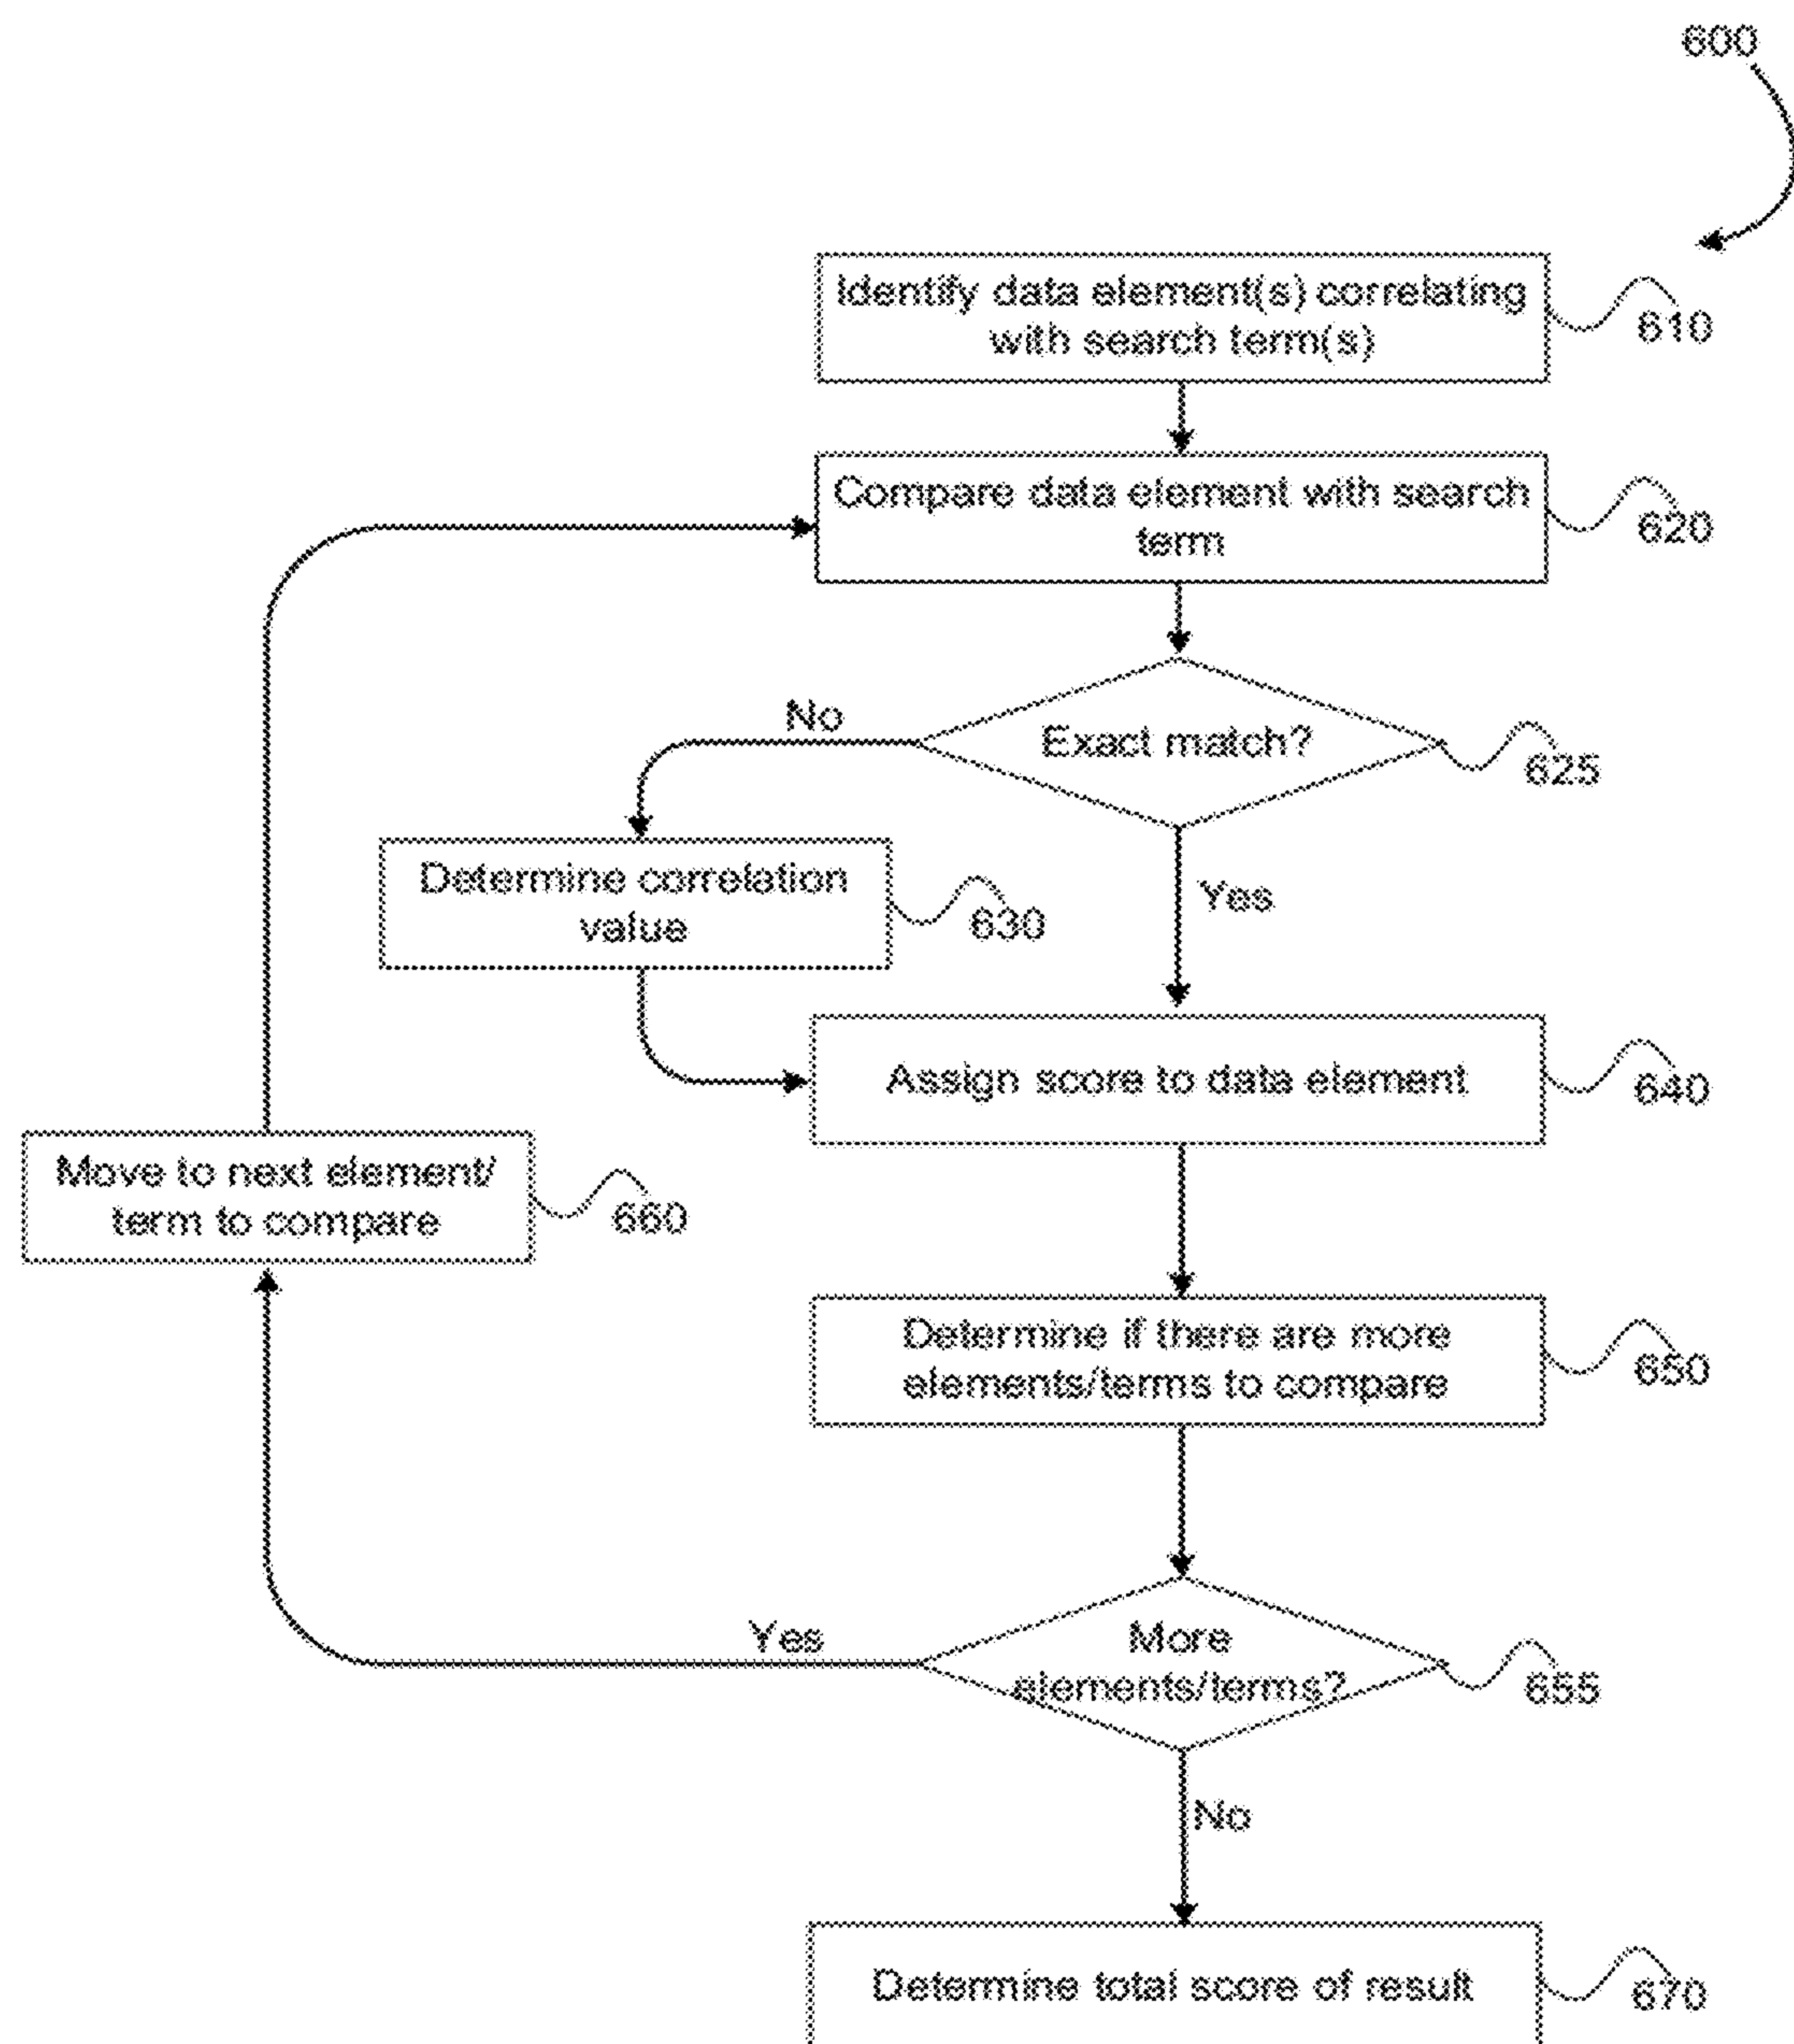 600
Identify data element(s) correlating
with search term(s)
610
Compare data element with search
term
620
No
Exact match?
625
Determine correlation
value
630
Yes
Assign score to data element
640
Move to next element/
term to compare
660
Determine if there are more
elements/terms to compare
650
Yes
More
elements/terms?
655
No
Determine total score of result
670